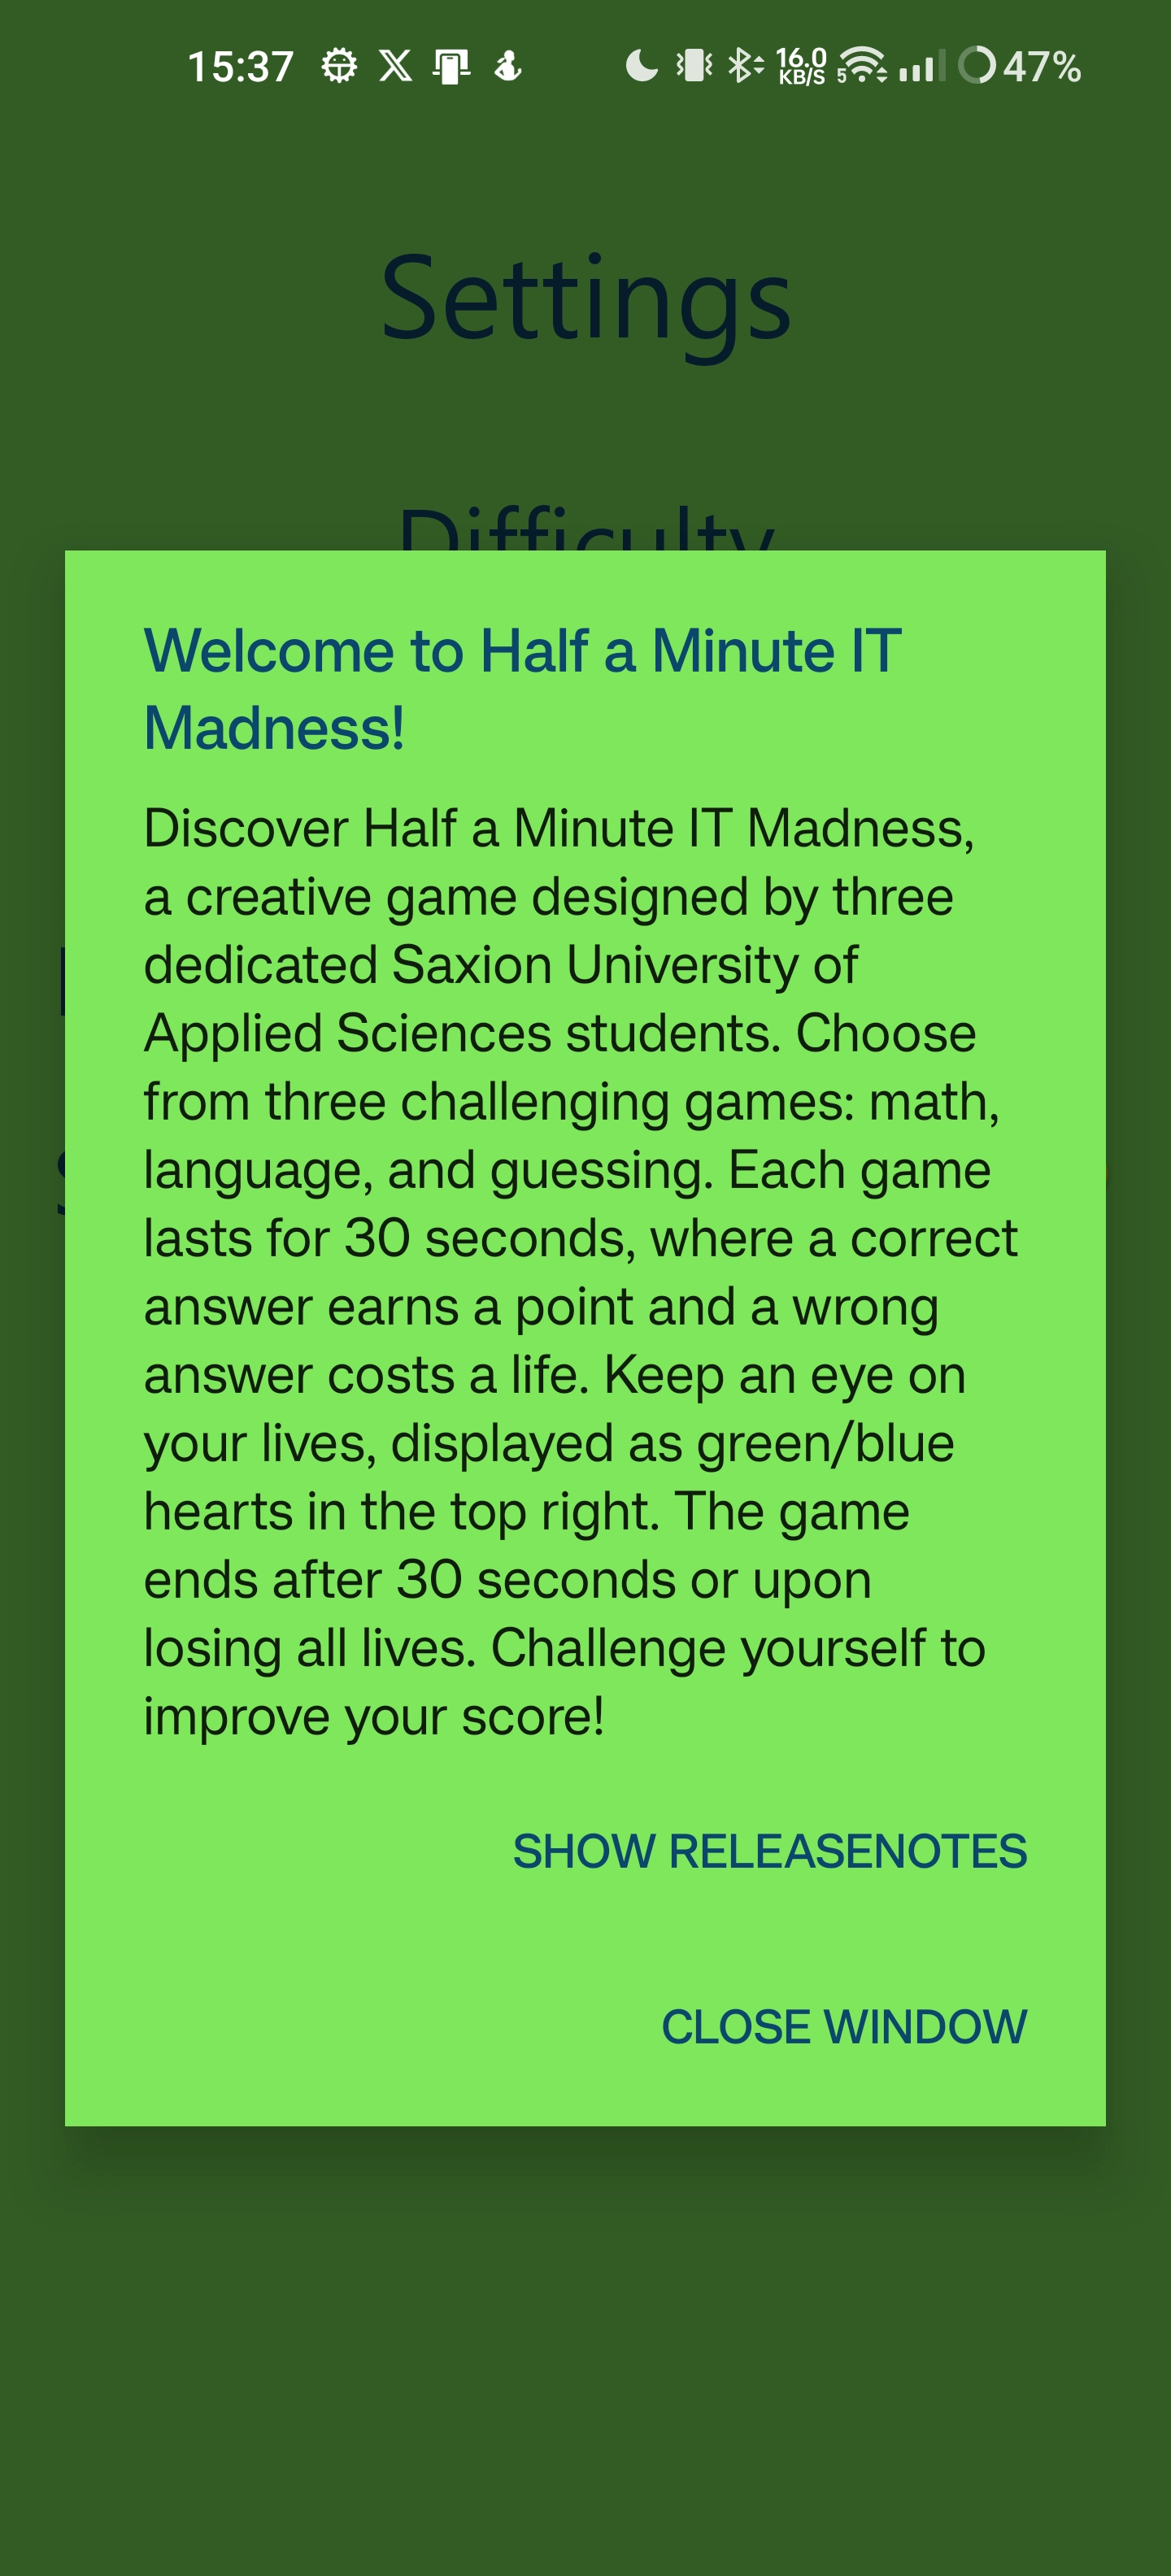 15:37 16.0 KB/S 5 47%
Settings
Difficulty
Welcome to Half a Minute IT
Madness!
Discover Half a Minute IT Madness,
a creative game designed by three
dedicated Saxion University of
Applied Sciences students. Choose
from three challenging games: math,
language, and guessing. Each game
lasts for 30 seconds, where a correct
answer earns a point and a wrong
answer costs a life. Keep an eye on
your lives, displayed as green/blue
hearts in the top right. The game
ends after 30 seconds or upon
losing all lives. Challenge yourself to
improve your score!
SHOW RELEASENOTES
CLOSE WINDOW